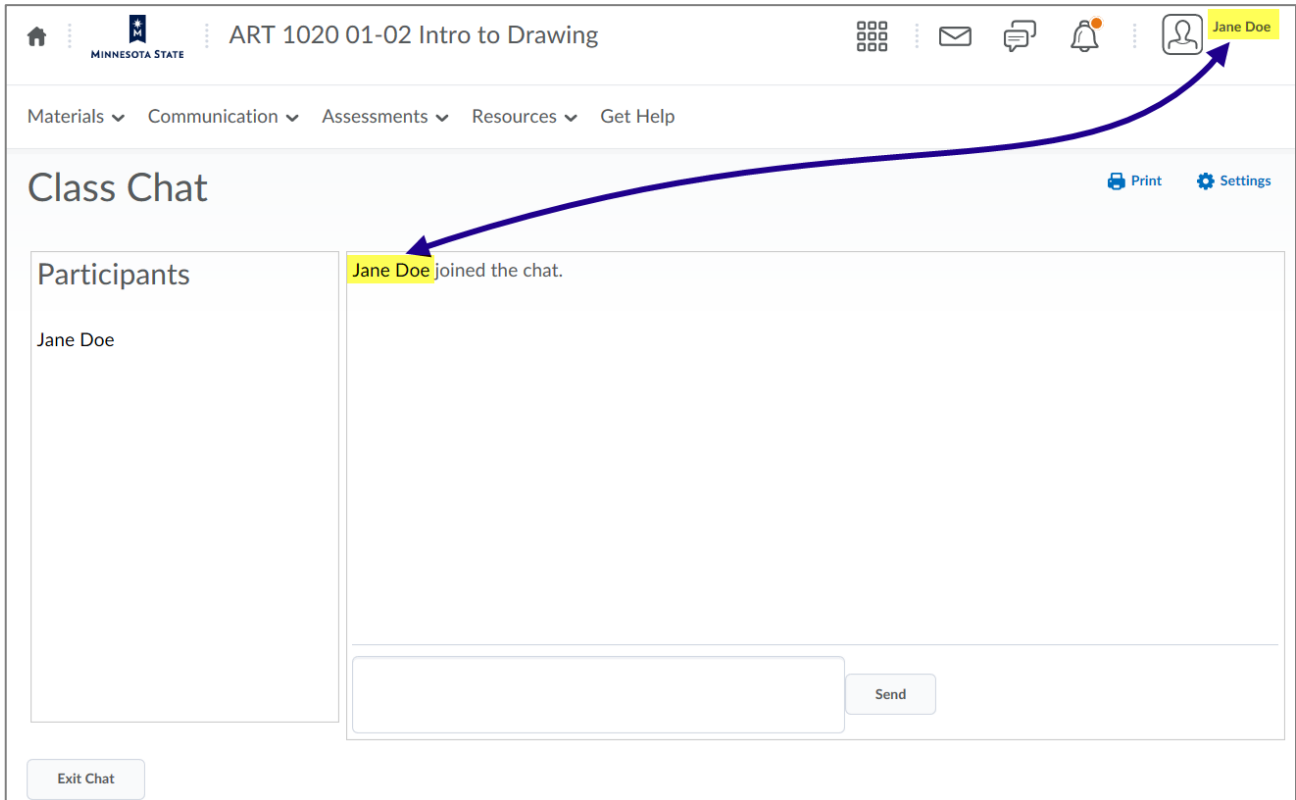 MINNESOTA STATE
ART 1020 01-02 Intro to Drawing
Jane Doe
Materials Communication Assessments Resources Get Help
Class Chat
Print Settings
Participants
Jane Doe
Jane Doe joined the chat.
Send
Exit Chat